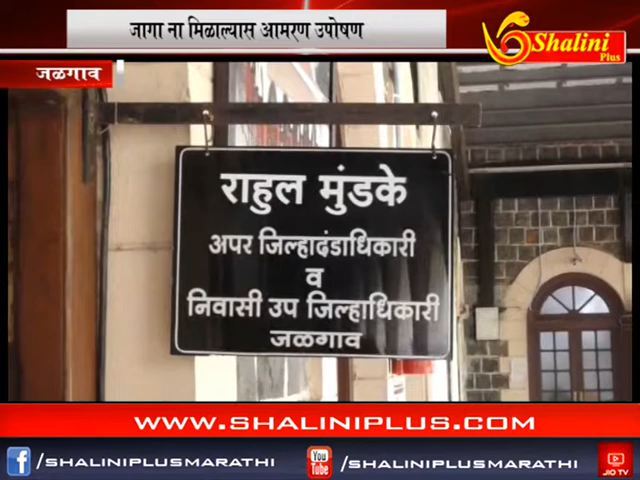 जागा ना मिळाल्यास आमरण उपोषण
Shalini
Plus
जळगाव
राहुल मुंडके
अपर जिल्हादंडाधिकारी
व
निवासी उप जिल्हाधिकारी
जळगाव
WWW.SHALINIPLUS.COM
f /SHALINIPLUSMARATHI
You Tube /SHALINIPLUSMARATHI
JIO TV